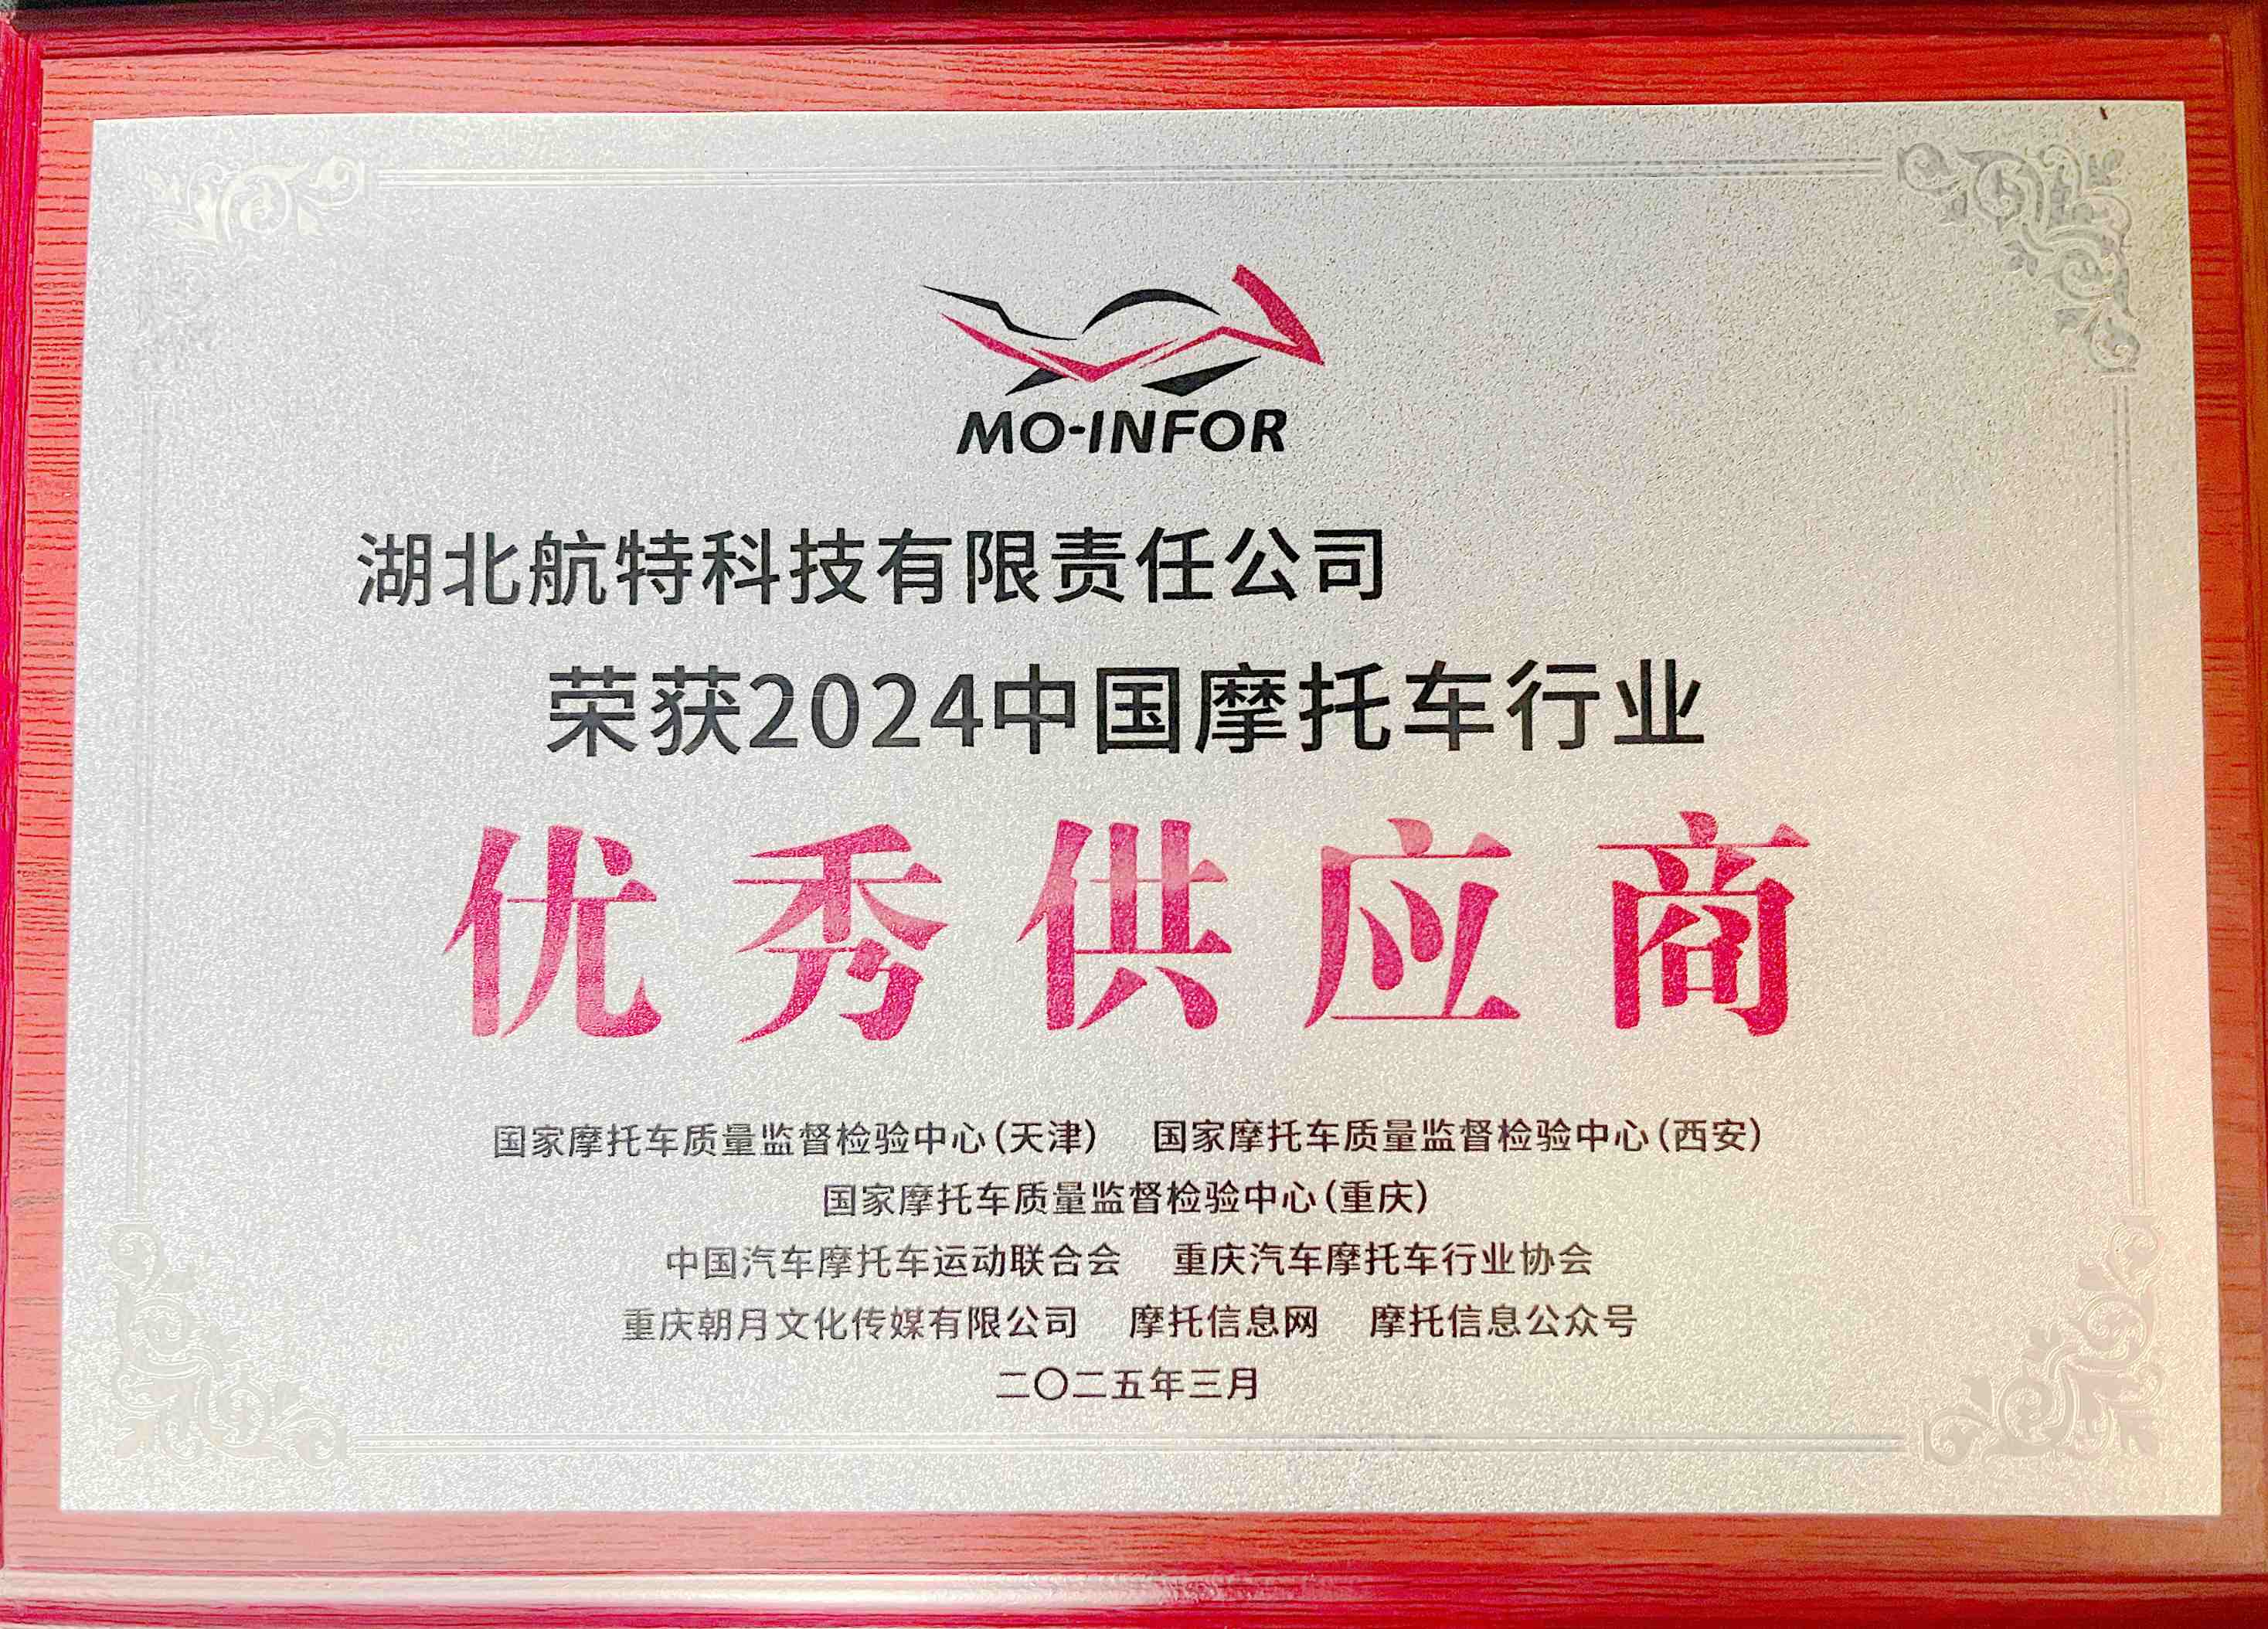 MO-INFOR
湖北航特科技有限责任公司
荣获2024中国摩托车行业
优秀供应商
国家摩托车质量监督检验中心(天津) 国家摩托车质量监督检验中心(西安)
国家摩托车质量监督检验中心(重庆)
中国汽车摩托车运动联合会 重庆汽车摩托车行业协会
重庆朝月文化传媒有限公司 摩托信息网 摩托信息公众号
二〇二五年三月